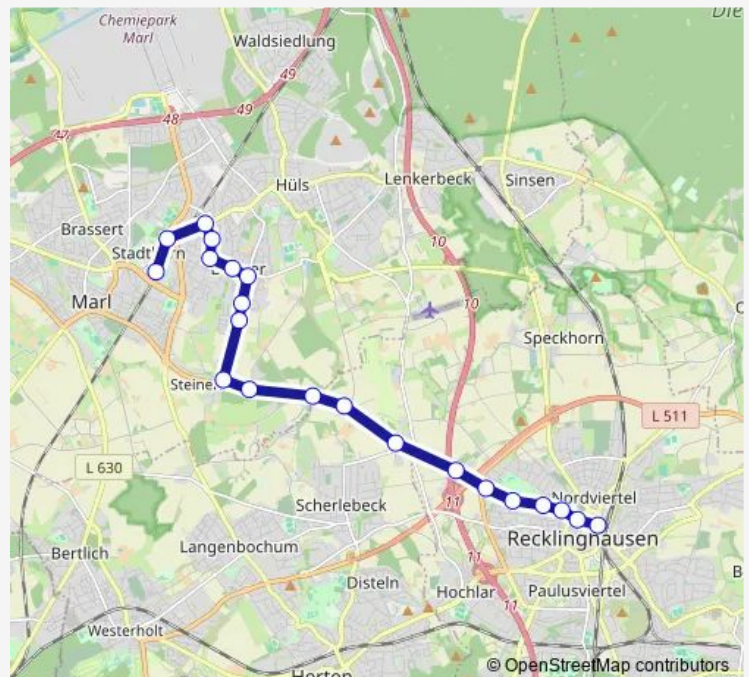 Die
Chemiepark
Marl
Waldsiedlung
49
49
48
47
Hüls
Lenkerbeck
Sinsen
Brassert
10
Marl
10
Speckhorn
L 511
L 630
11
Nordviertel
Scherlebeck
Recklinghausen
Bertlich
Langenbochum
Disteln
11
Hochlar
Paulusviertel
11
Westerholt
© OpenStreetMap contributors